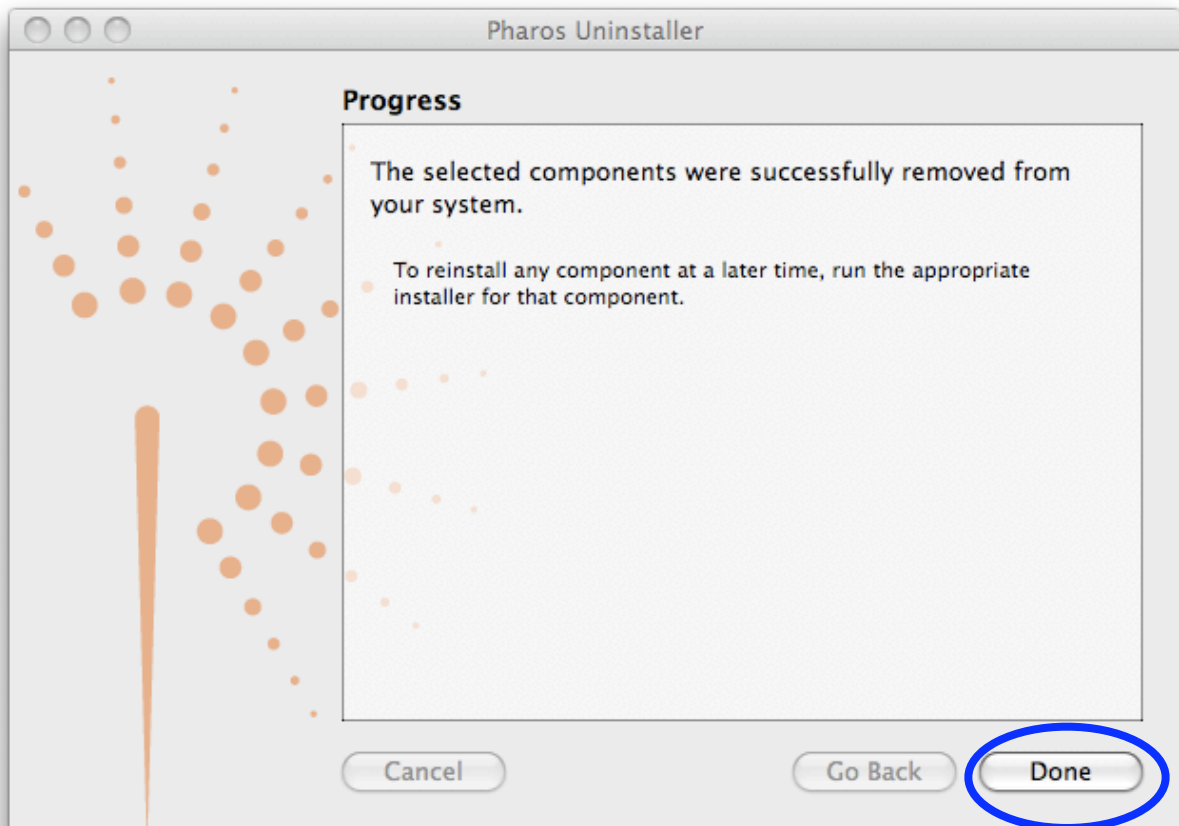 Pharos Uninstaller
Progress
The selected components were successfully removed from
your system.
To reinstall any component at a later time, run the appropriate
installer for that component.
Cancel
Go Back
Done